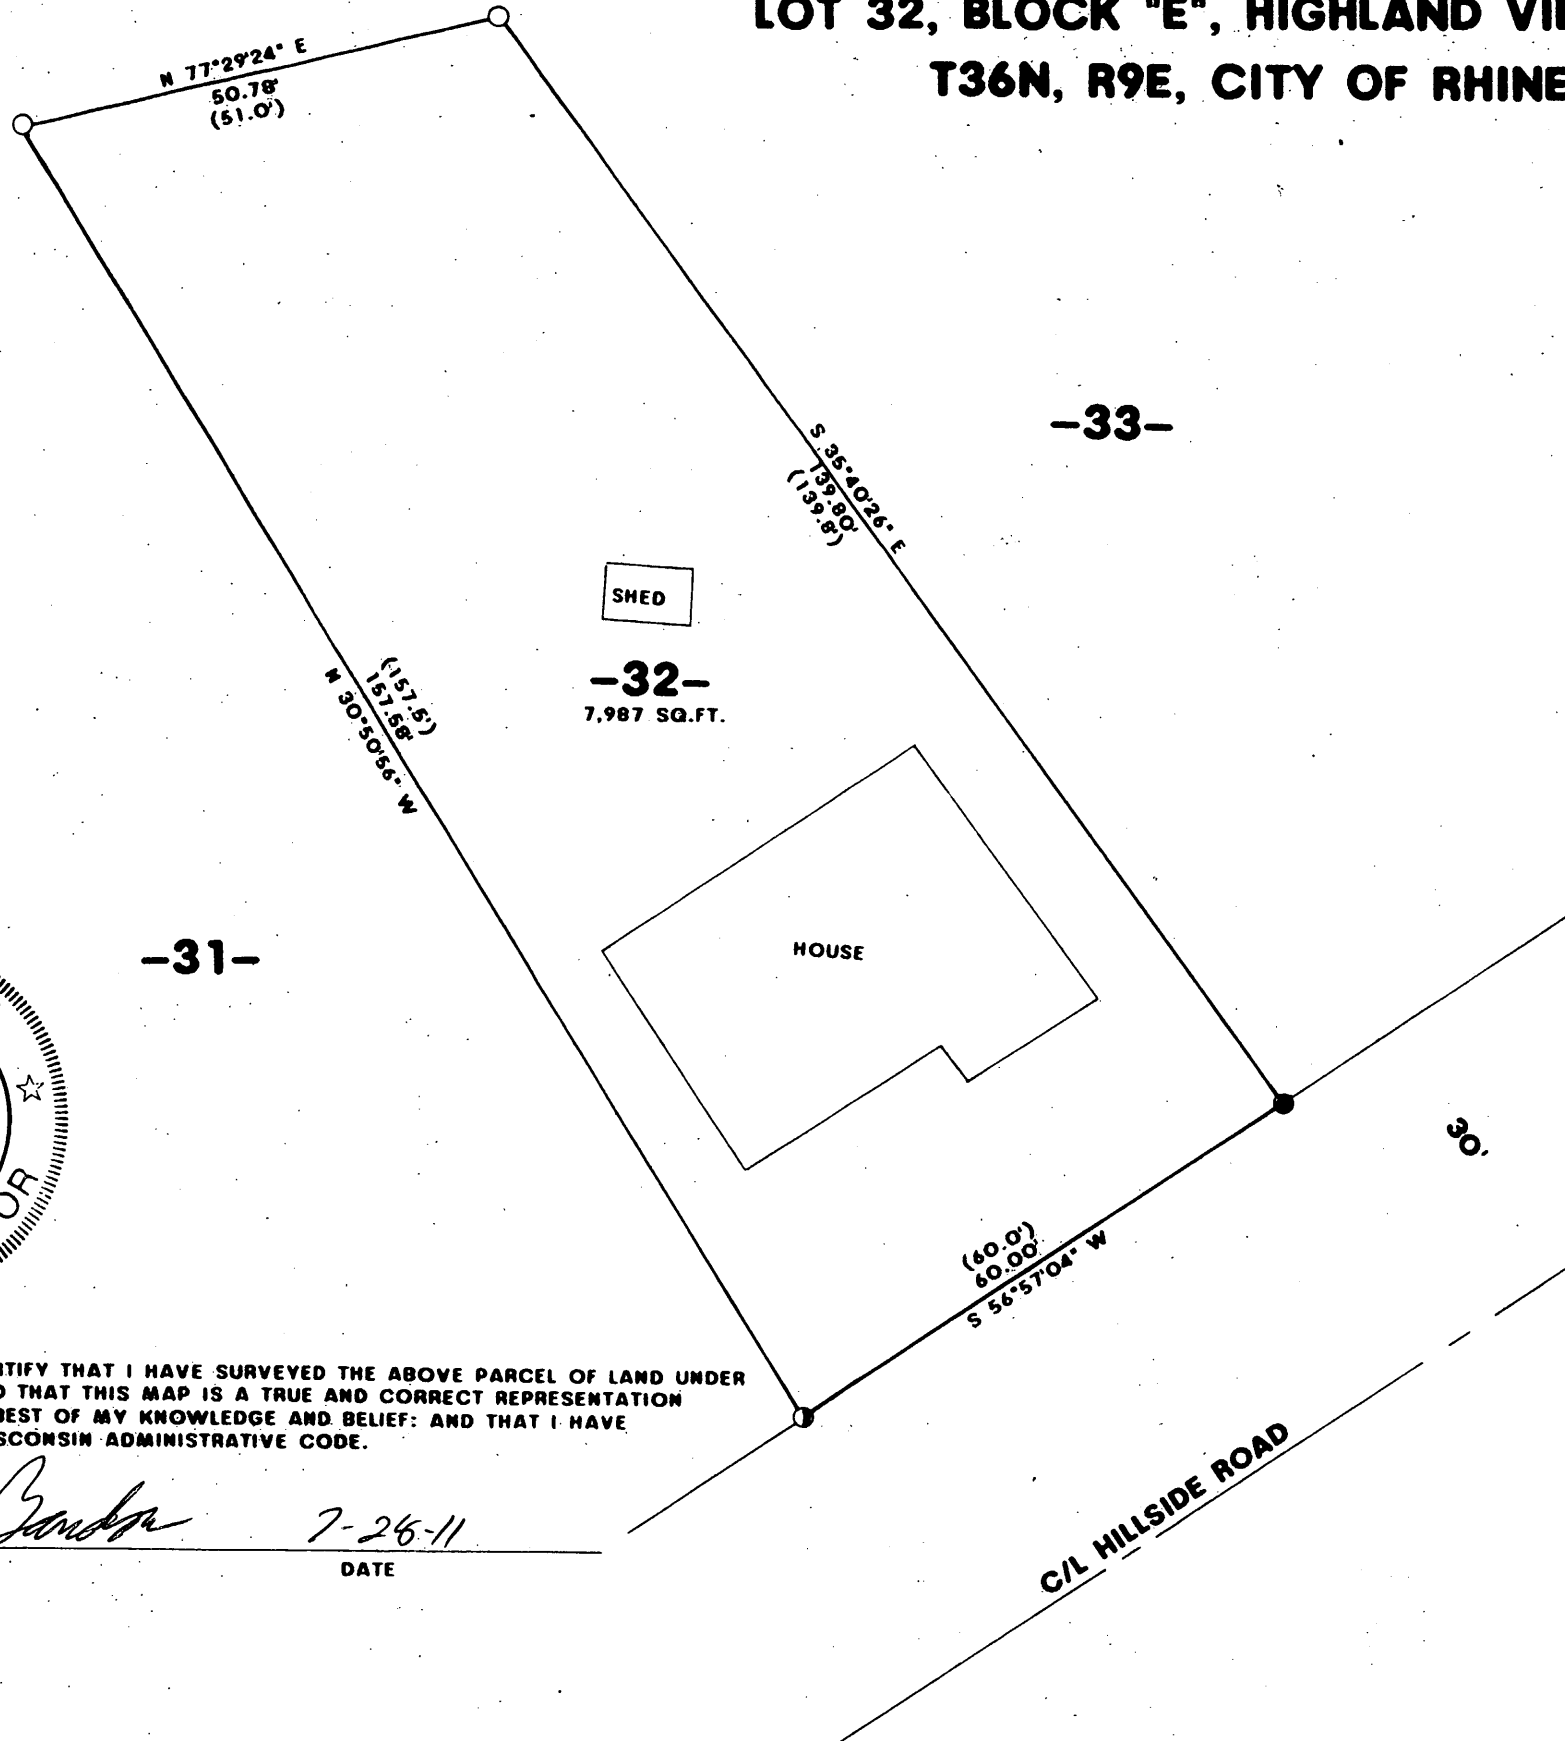 LOT 32, BLOCK "E", HIGHLAND VI
T36N, R9E, CITY OF RHINE
N 77°29'24" E
50.78'
(51.0')
-33-
S 35°40'26" E
139.80'
(139.8')
SHED
-32-
7,987 SQ.FT.
(157.5')
157.58'
N 30°50'56" W
HOUSE
-31-
OR
30'
(60.0')
60.00'
S 56°57'04" W
TIFY THAT I HAVE SURVEYED THE ABOVE PARCEL OF LAND UNDER
D THAT THIS MAP IS A TRUE AND CORRECT REPRESENTATION
BEST OF MY KNOWLEDGE AND BELIEF: AND THAT I HAVE
SCONSIN ADMINISTRATIVE CODE.
7-28-11
DATE
C/L HILLSIDE ROAD